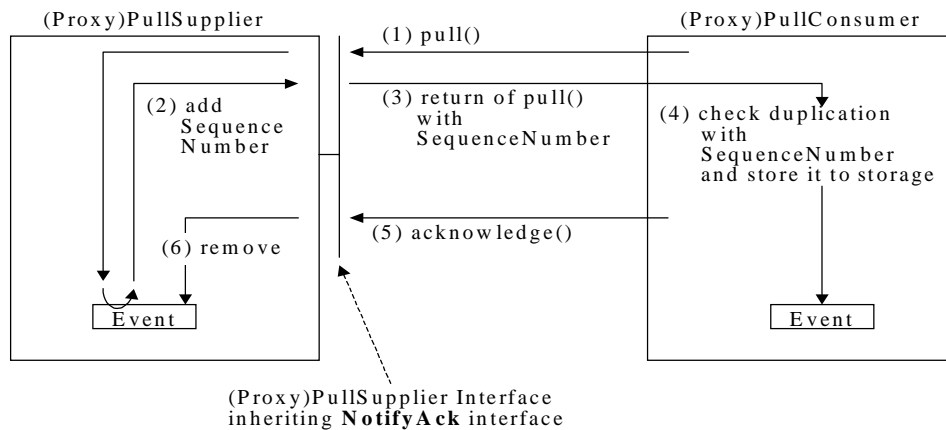 (Proxy)PullSupplier
(Proxy)PullConsumer
(1) pull()
(2) add
Sequence
Number
(3) return of pull()
with
SequenceNumber
(4) check duplication
with
SequenceNumber
and store it to storage
(5) acknowledge()
(6) remove
Event
Event
(Proxy)PullSupplier Interface
inheriting NotifyAck interface